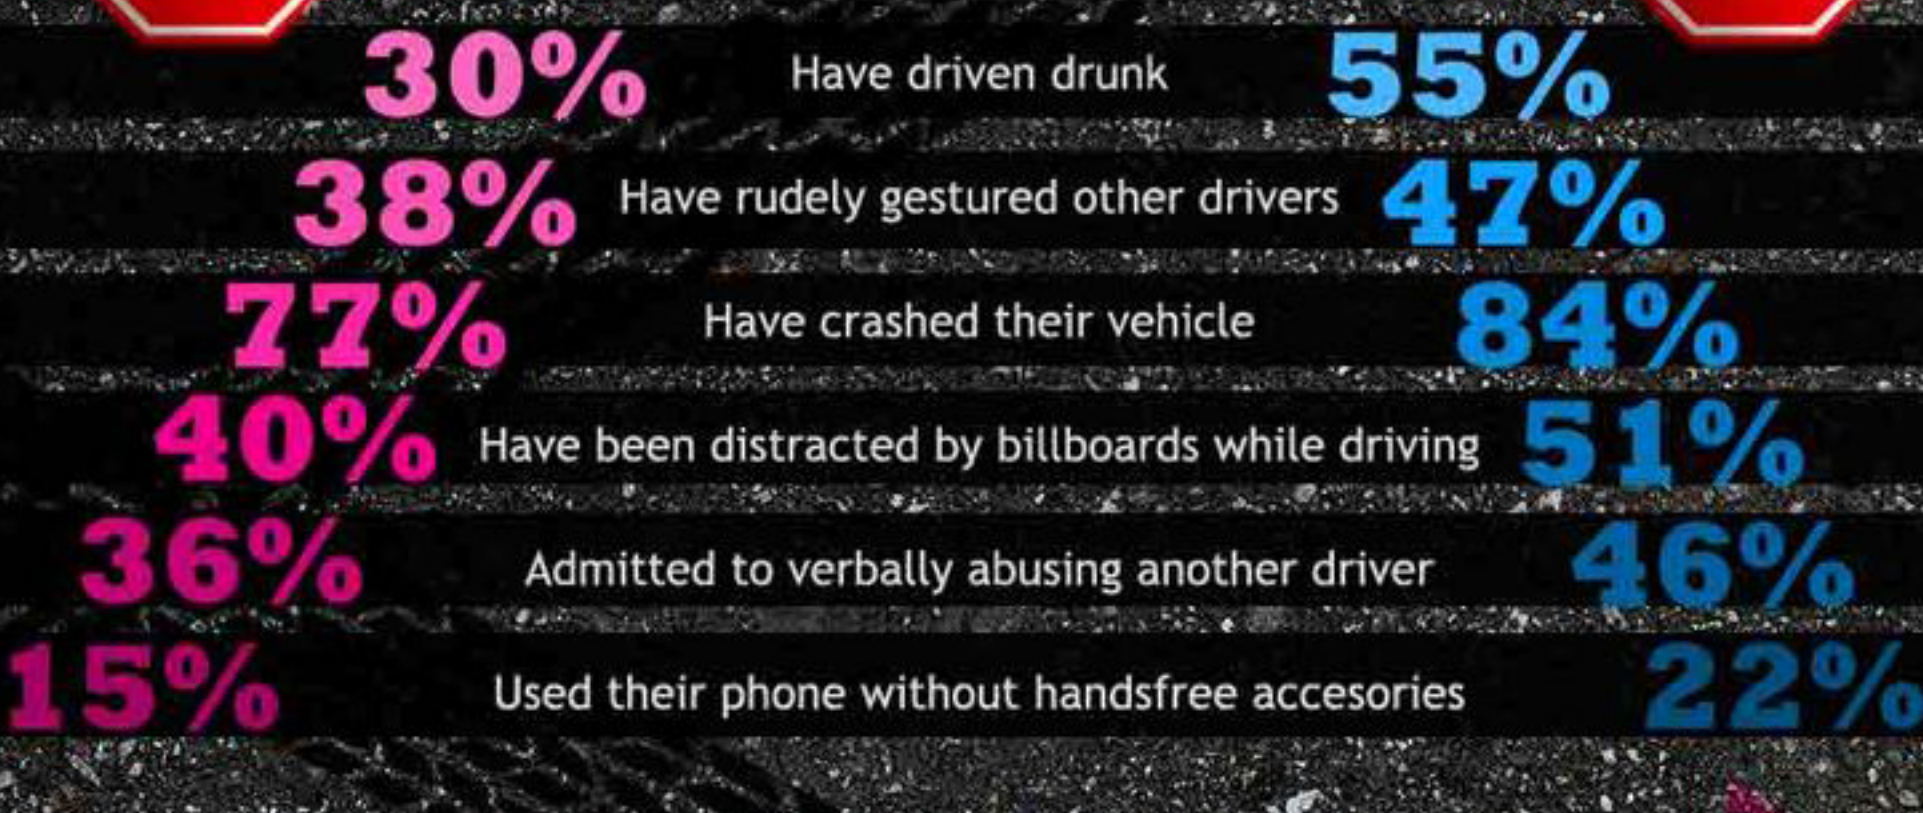 30% Have driven drunk 55%
38% Have rudely gestured other drivers 47%
77% Have crashed their vehicle 84%
40% Have been distracted by billboards while driving 51%
36% Admitted to verbally abusing another driver 46%
15% Used their phone without handsfree accesories 22%